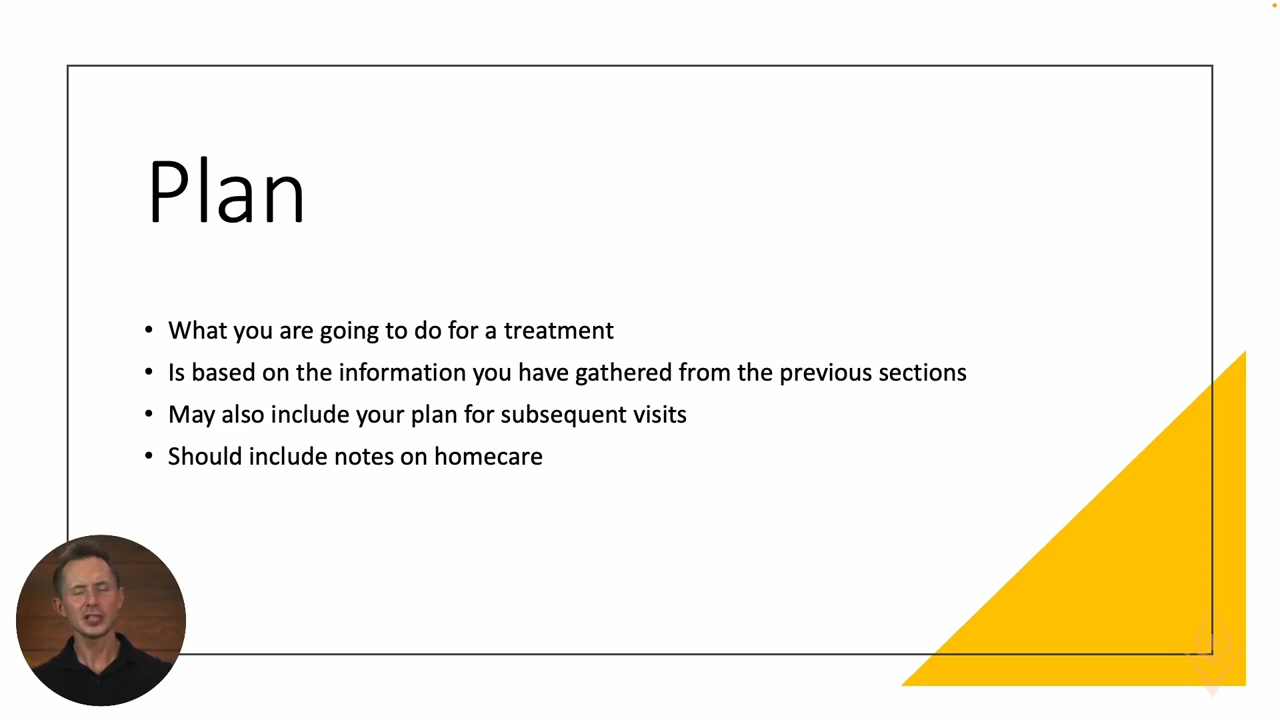 Plan
• What you are going to do for a treatment
• Is based on the information you have gathered from the previous sections
• May also include your plan for subsequent visits
• Should include notes on homecare